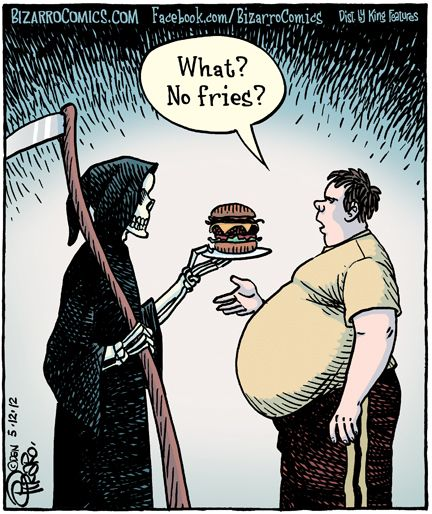 BIZARROCOMICS.COM Facebook.com/BizarroComics Dist. by King Features
What?
No fries?
5-12-12
PIRARO.